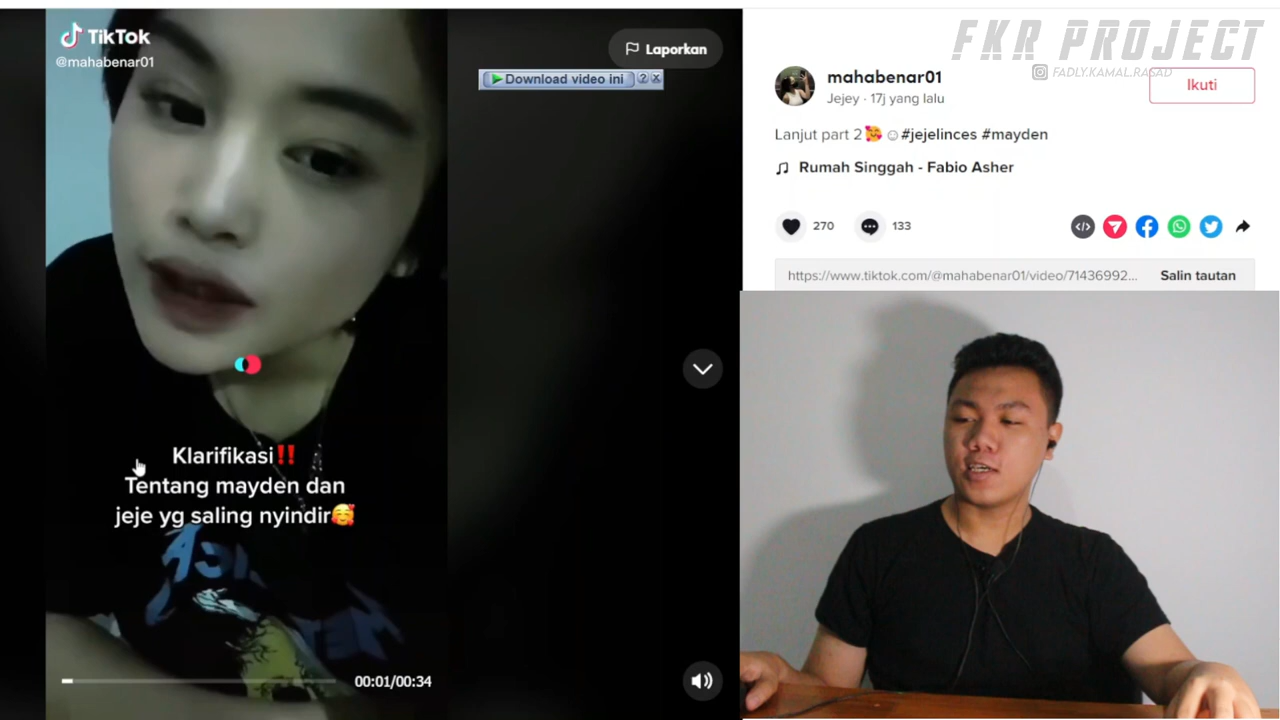 TikTok
@mahabenar01
Laporkan
Download video ini
FKR PROJECT
FADLY.KAMAL.RASAD
mahabenar01
Jejey · 17j yang lalu
Ikuti
Lanjut part 2🥰☺#jejelinces #mayden
Rumah Singgah - Fabio Asher
270
133
https://www.tiktok.com/@mahabenar01/video/71436992...
Salin tautan
Klarifikasi‼️
Tentang mayden dan
jeje yg saling nyindir🥰
00:01/00:34